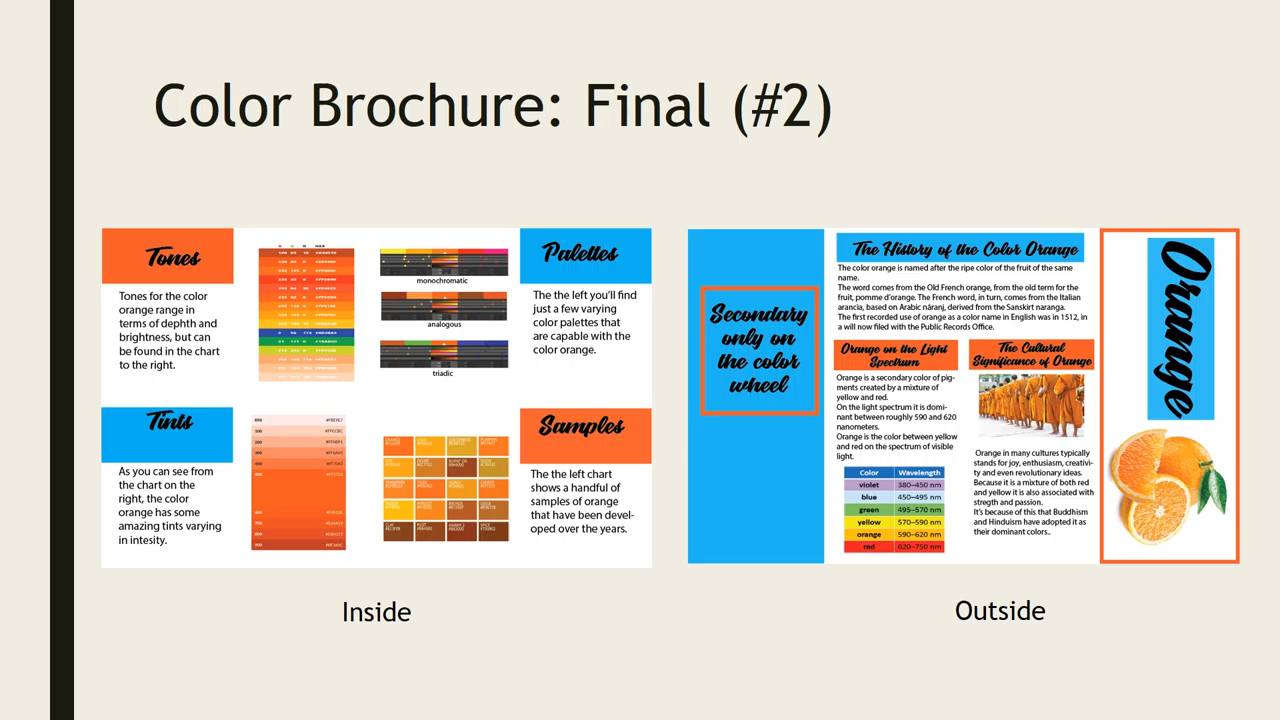 Color Brochure: Final (#2)
Tones
Tones for the color
orange range in
terms of dephth and
brightness, but can
be found in the chart
to the right.
monochromatic
analogous
triadic
Palettes
The the left you'll find
just a few varying
color palettes that
are capable with the
color orange.
Tints
As you can see from
the chart on the
right, the color
orange has some
amazing tints varying
in intesity.
Samples
The the left chart
shows a handful of
samples of orange
that have been devel-
oped over the years.
Inside
Secondary
only on
the color
wheel
The History of the Color Orange
The color orange is named after the ripe color of the fruit of the same
name.
The word comes from the Old French orange, from the old term for the
fruit, pomme d'orange. The French word, in turn, comes from the Italian
arancia, based on Arabic nāranj, derived from the Sanskirt naranga.
The first recorded use of orange as a color name in English was in 1512, in
a will now filed with the Public Records Office.
Orange on the Light
Spectrum
Orange is a secondary color of pig-
ments created by a mixture of
yellow and red.
On the light spectrum it is domi-
nant between roughly 590 and 620
nanometers.
Orange is the color between yellow
and red on the spectrum of visible
light.
Color Wavelength
violet 380–450 nm
blue 450–495 nm
green 495–570 nm
yellow 570–590 nm
orange 590–620 nm
red 620–750 nm
The Cultural
Significance of Orange
Orange in many cultures typically
stands for joy, enthusiasm, creativi-
ty and even revolutionary ideas.
Because it is a mixture of both red
and yellow it is also associated with
stregth and passion.
It's because of this that Buddhism
and Hinduism have adopted it as
their dominant colors..
Orange
Outside